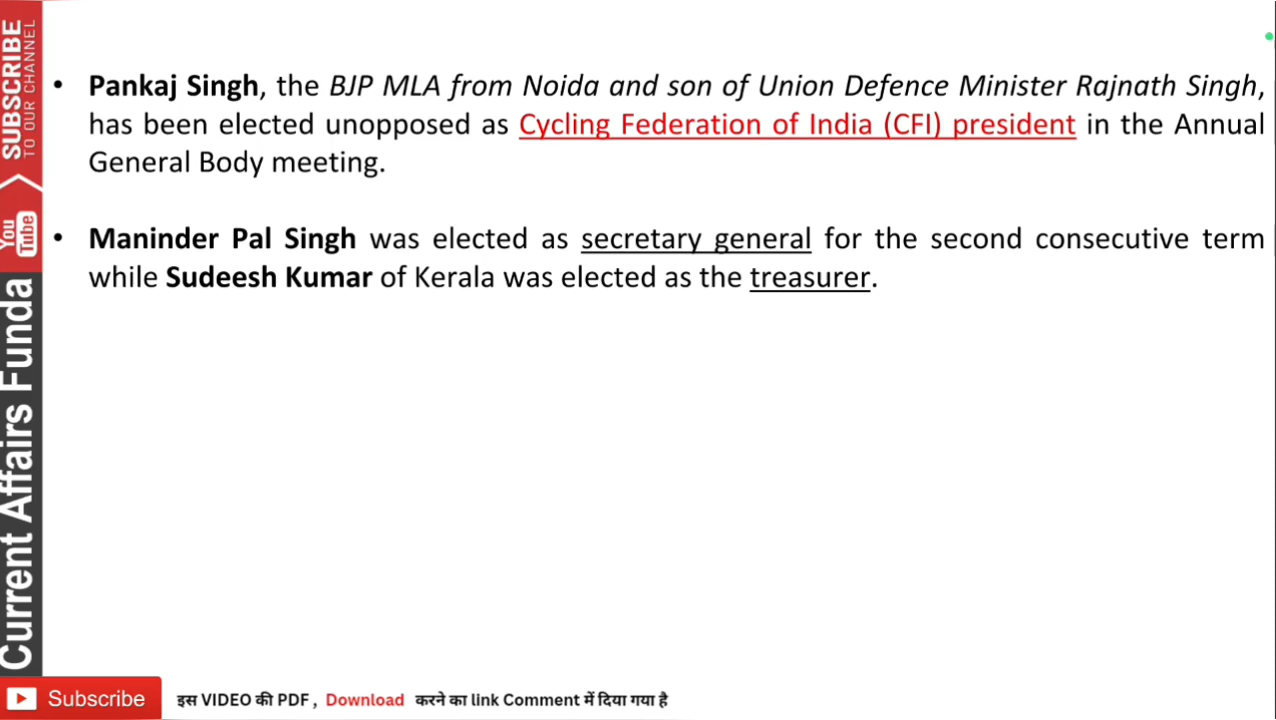 SUBSCRIBE
TO OUR CHANNEL
You
Tube
Current Affairs Funda
• Pankaj Singh, the BJP MLA from Noida and son of Union Defence Minister Rajnath Singh,
has been elected unopposed as Cycling Federation of India (CFI) president in the Annual
General Body meeting.
• Maninder Pal Singh was elected as secretary general for the second consecutive term
while Sudeesh Kumar of Kerala was elected as the treasurer.
Subscribe
इस VIDEO की PDF , Download करने का link Comment में दिया गया है